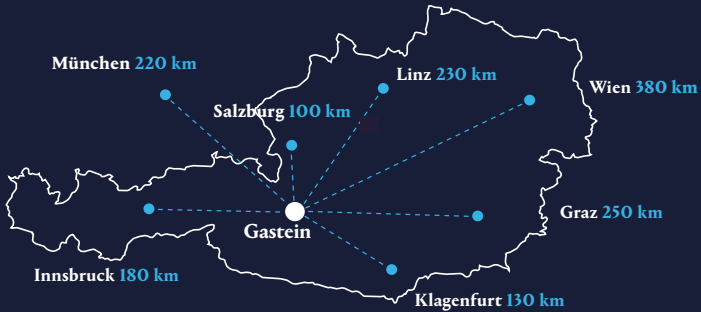 München 220 km
Linz 230 km
Wien 380 km
Salzburg 100 km
Graz 250 km
Gastein
Innsbruck 180 km
Klagenfurt 130 km